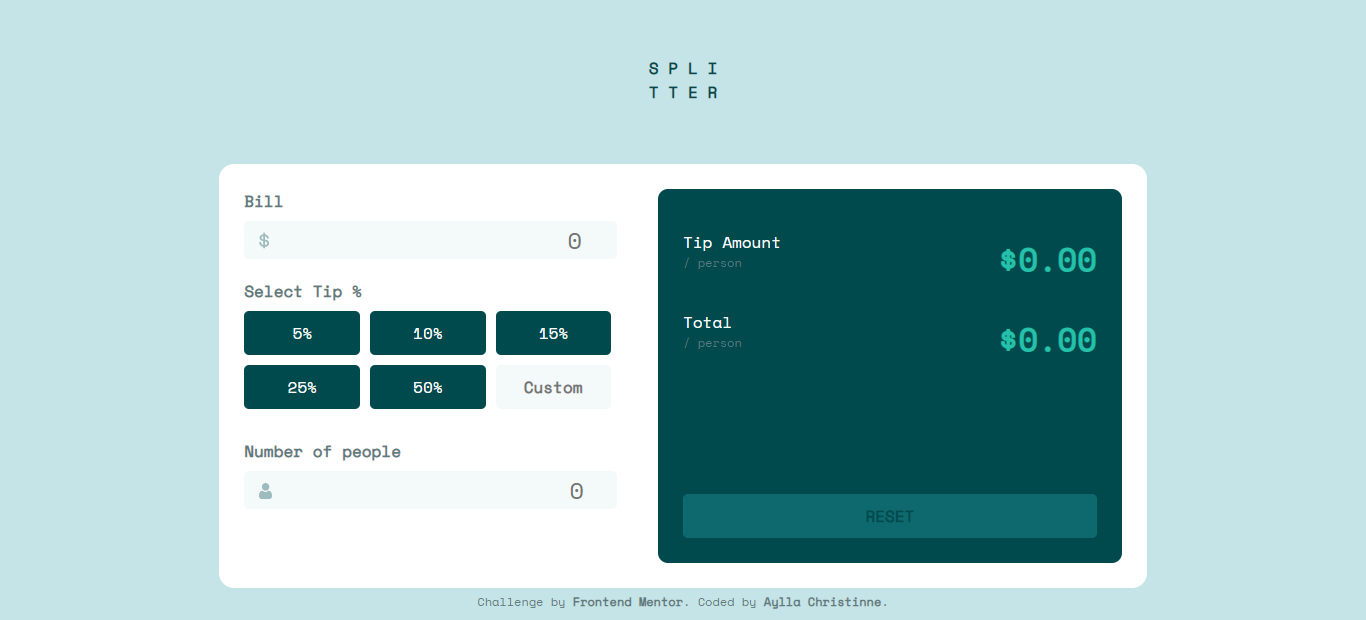 S P L I
T T E R
Bill
$ 0
Select Tip %
5% 10% 15%
25% 50% Custom
Number of people
0
Tip Amount
/ person
$0.00
Total
/ person
$0.00
RESET
Challenge by Frontend Mentor. Coded by Aylla Christinne.